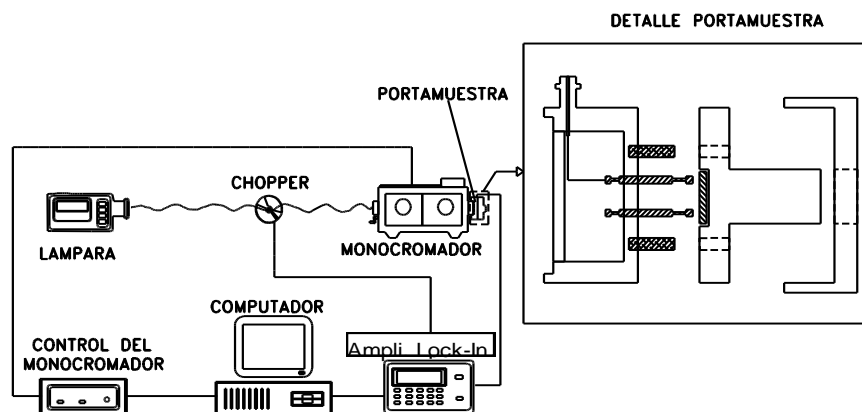 DETALLE PORTAMUESTRA
PORTAMUESTRA
CHOPPER
LAMPARA
MONOCROMADOR
COMPUTADOR
CONTROL DEL
MONOCROMADOR
Ampli Lock-In